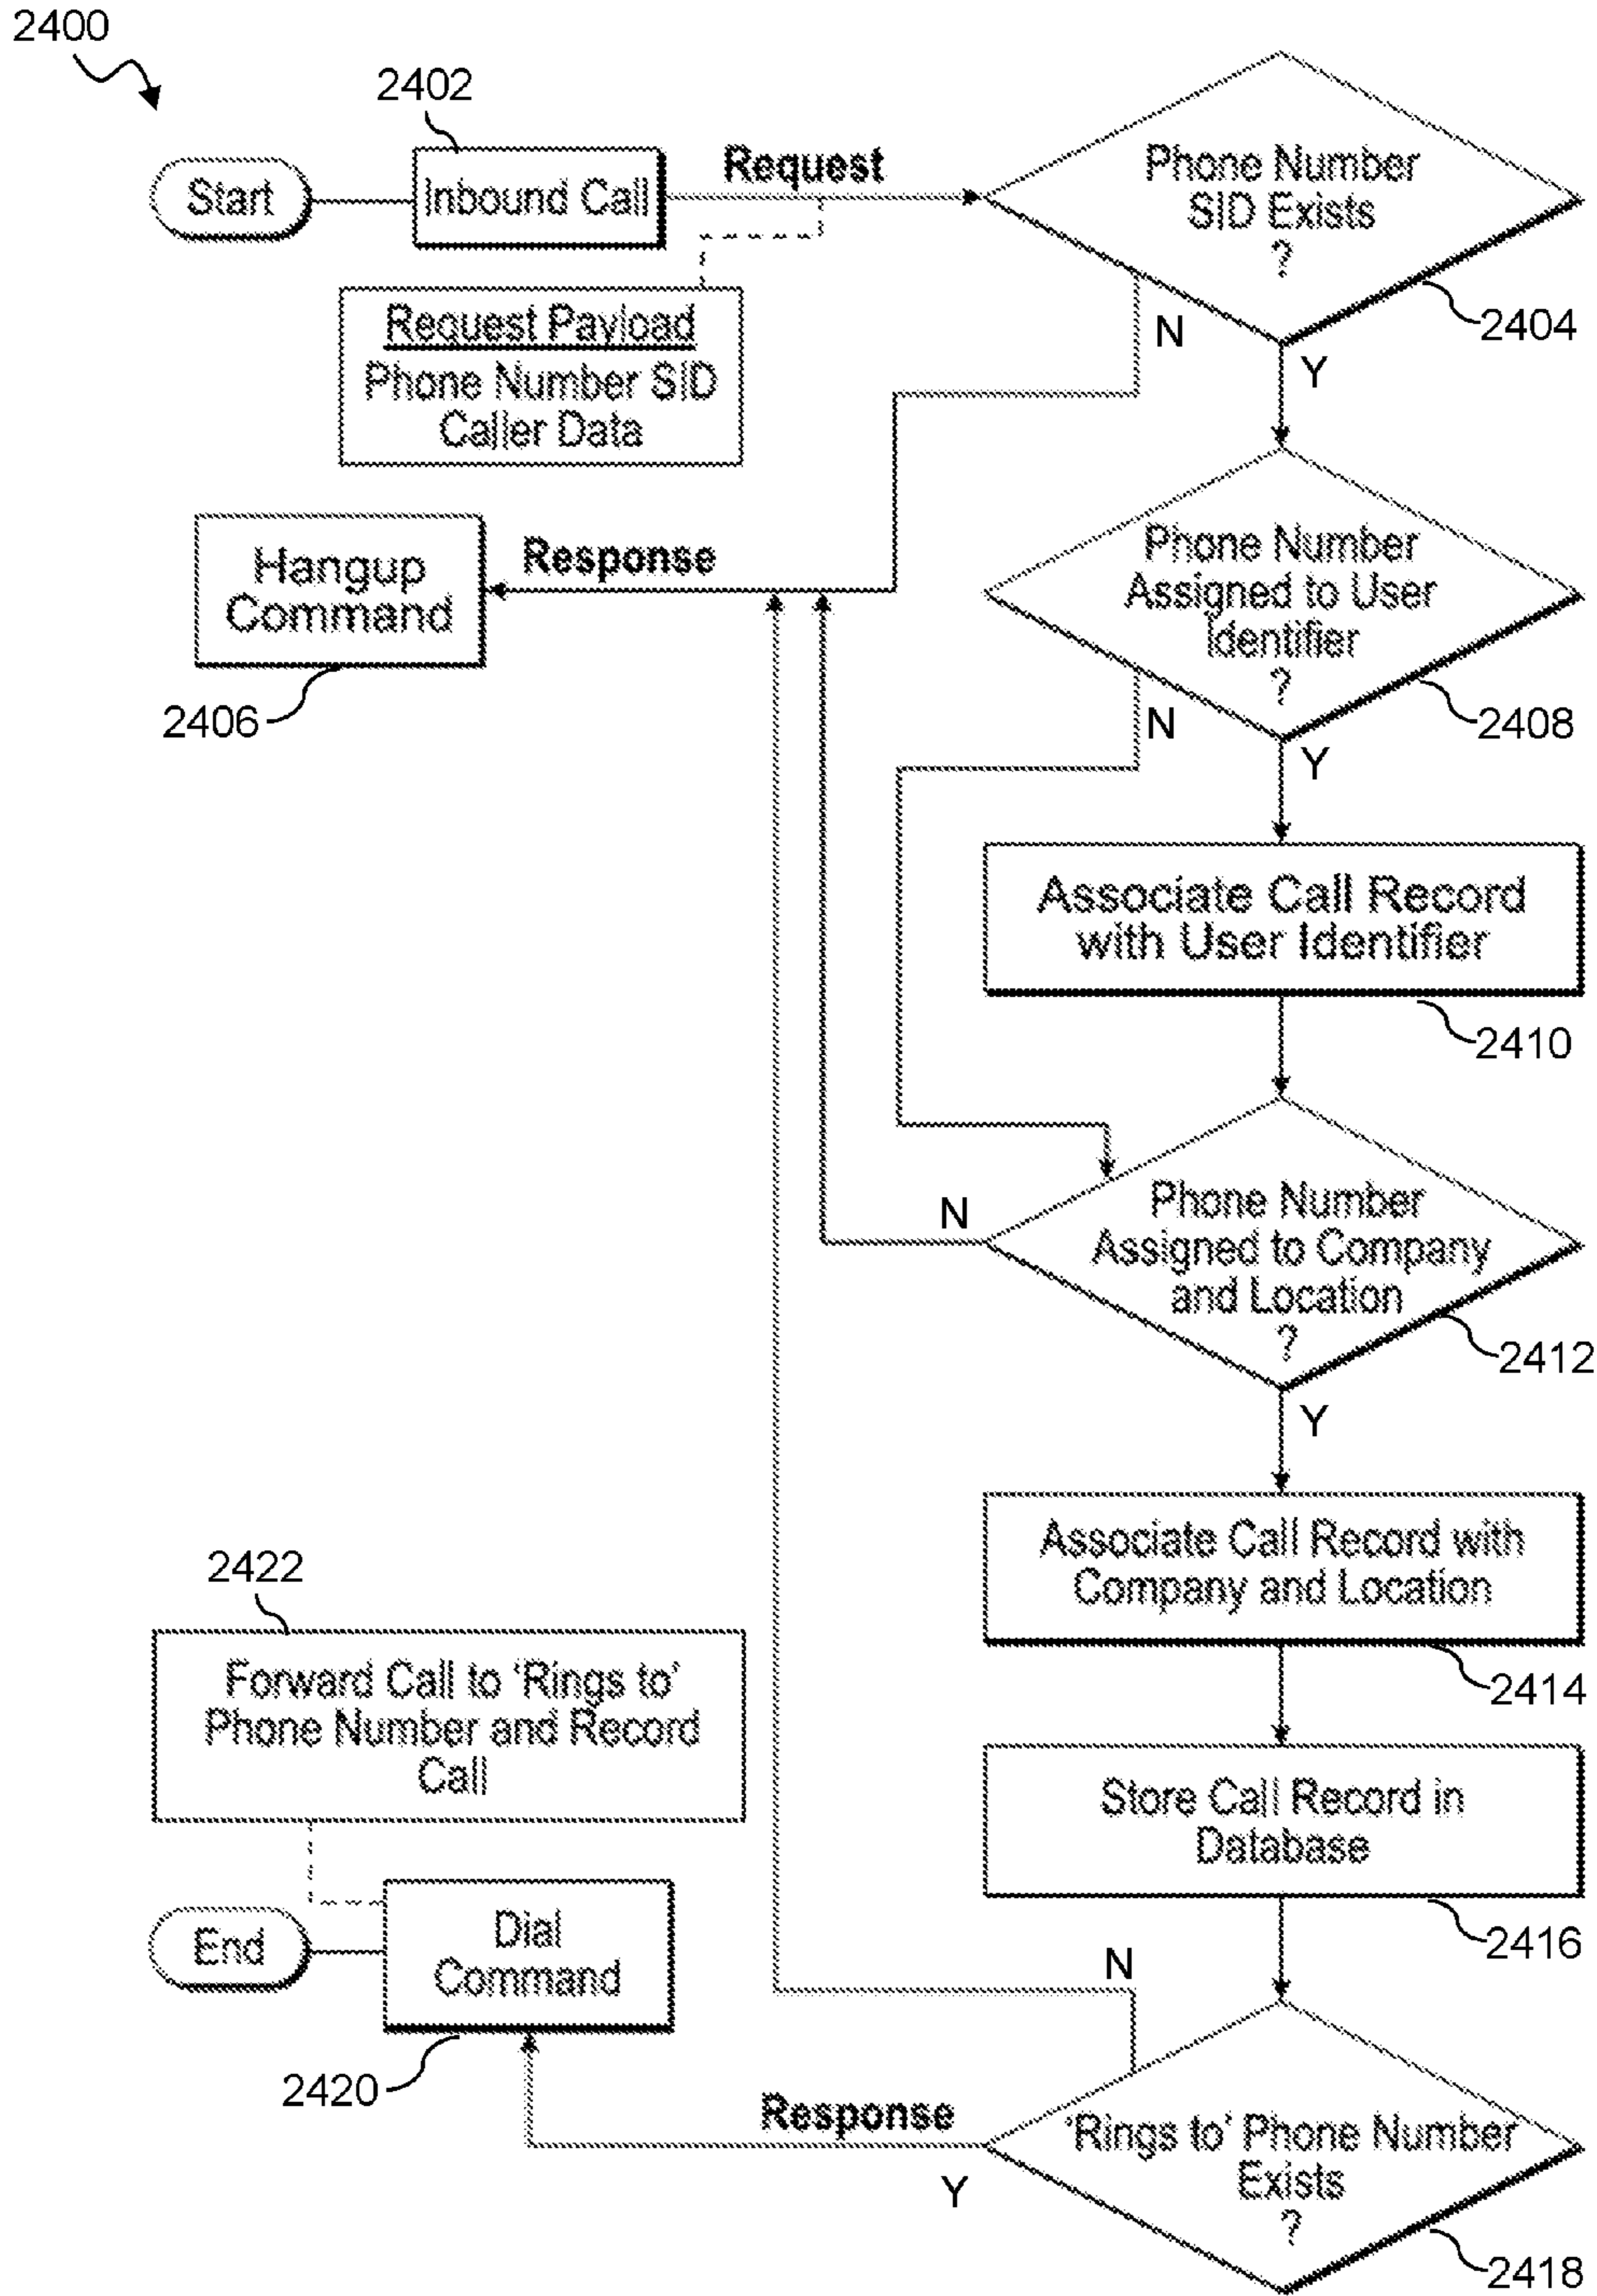 2400
2402
Start
Inbound Call
Request
Phone Number
SID Exists
?
2404
Request Payload
Phone Number SID
Caller Data
N
Y
Hangup
Command
Response
2406
Phone Number
Assigned to User
Identifier
?
2408
N
Y
Associate Call Record
with User Identifier
2410
N
Phone Number
Assigned to Company
and Location
?
2412
Y
Associate Call Record with
Company and Location
2414
2422
Forward Call to 'Rings to'
Phone Number and Record
Call
Store Call Record in
Database
2416
End
Dial
Command
2420
N
Response
Y
'Rings to' Phone Number
Exists
?
2418